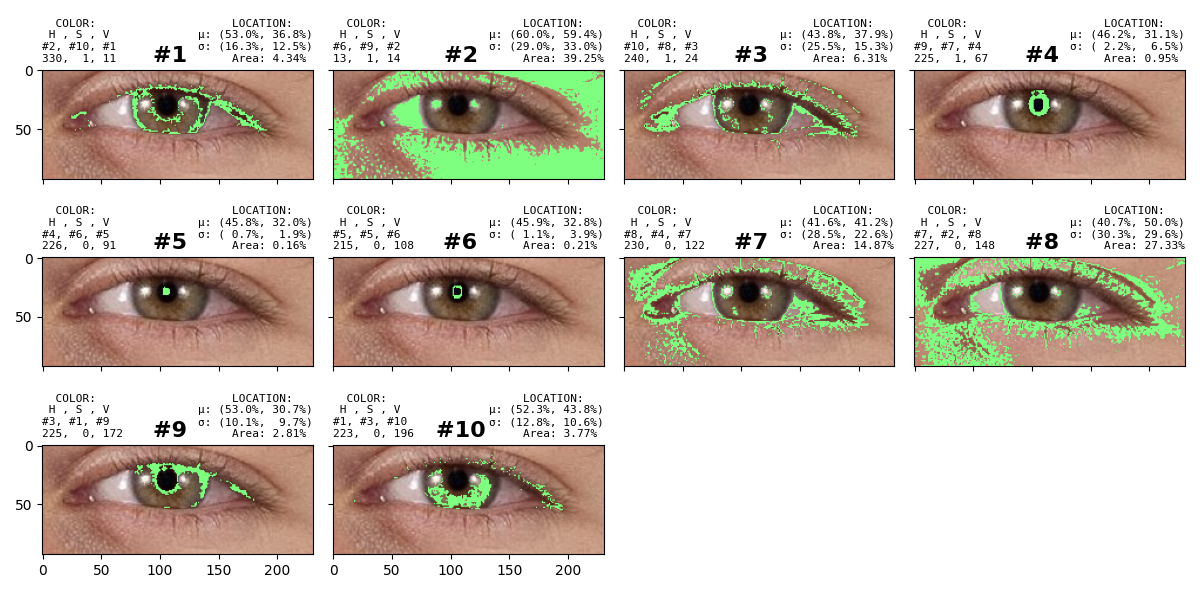 COLOR: LOCATION:
H , S , V μ: (53.0%, 36.8%)
#2, #10, #1 σ: (16.3%, 12.5%)
330, 1, 11 #1 Area: 4.34%
COLOR: LOCATION:
H , S , V μ: (60.0%, 59.4%)
#6, #9, #2 σ: (29.0%, 33.0%)
13, 1, 14 #2 Area: 39.25%
COLOR: LOCATION:
H , S , V μ: (43.8%, 37.9%)
#10, #8, #3 σ: (25.5%, 15.3%)
240, 1, 24 #3 Area: 6.31%
COLOR: LOCATION:
H , S , V μ: (46.2%, 31.1%)
#9, #7, #4 σ: ( 2.2%, 6.5%)
225, 1, 67 #4 Area: 0.95%
0
50
COLOR: LOCATION:
H , S , V μ: (45.8%, 32.0%)
#4, #6, #5 σ: ( 0.7%, 1.9%)
226, 0, 91 #5 Area: 0.16%
COLOR: LOCATION:
H , S , V μ: (45.9%, 32.8%)
#5, #5, #6 σ: ( 1.1%, 3.9%)
215, 0, 108 #6 Area: 0.21%
COLOR: LOCATION:
H , S , V μ: (41.6%, 41.2%)
#8, #4, #7 σ: (28.5%, 22.6%)
230, 0, 122 #7 Area: 14.87%
COLOR: LOCATION:
H , S , V μ: (40.7%, 50.0%)
#7, #2, #8 σ: (30.3%, 29.6%)
227, 0, 148 #8 Area: 27.33%
0
50
COLOR: LOCATION:
H , S , V μ: (53.0%, 30.7%)
#3, #1, #9 σ: (10.1%, 9.7%)
225, 0, 172 #9 Area: 2.81%
COLOR: LOCATION:
H , S , V μ: (52.3%, 43.8%)
#1, #3, #10 σ: (12.8%, 10.6%)
223, 0, 196 #10 Area: 3.77%
0
50
0 50 100 150 200
0 50 100 150 200